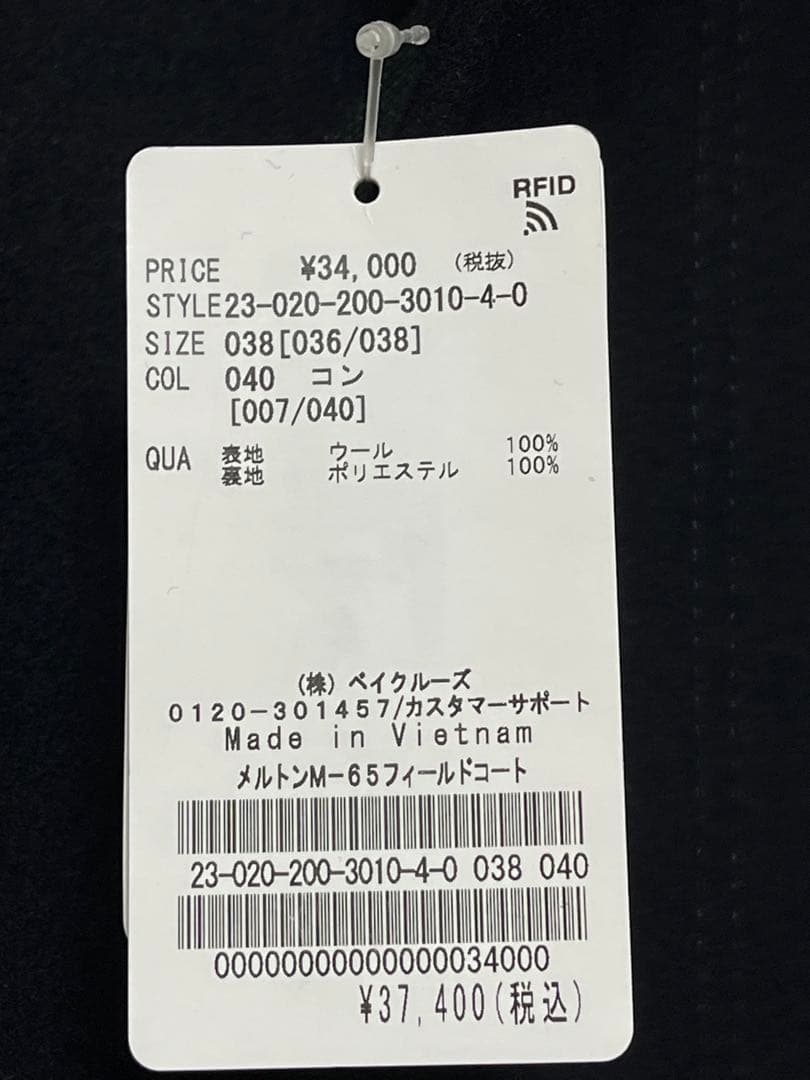 RFID
PRICE ¥34,000 (税抜)
STYLE23-020-200-3010-4-0
SIZE 038[036/038]
COL 040 コン
[007/040]
QUA 表地 ウール 100%
裏地 ポリエステル 100%
(株) ベイクルーズ
0120-301457/カスタマーサポート
Made in Vietnam
メルトンM-65フィールドコート
23-020-200-3010-4-0 038 040
00000000000000034000
¥37,400(税込)